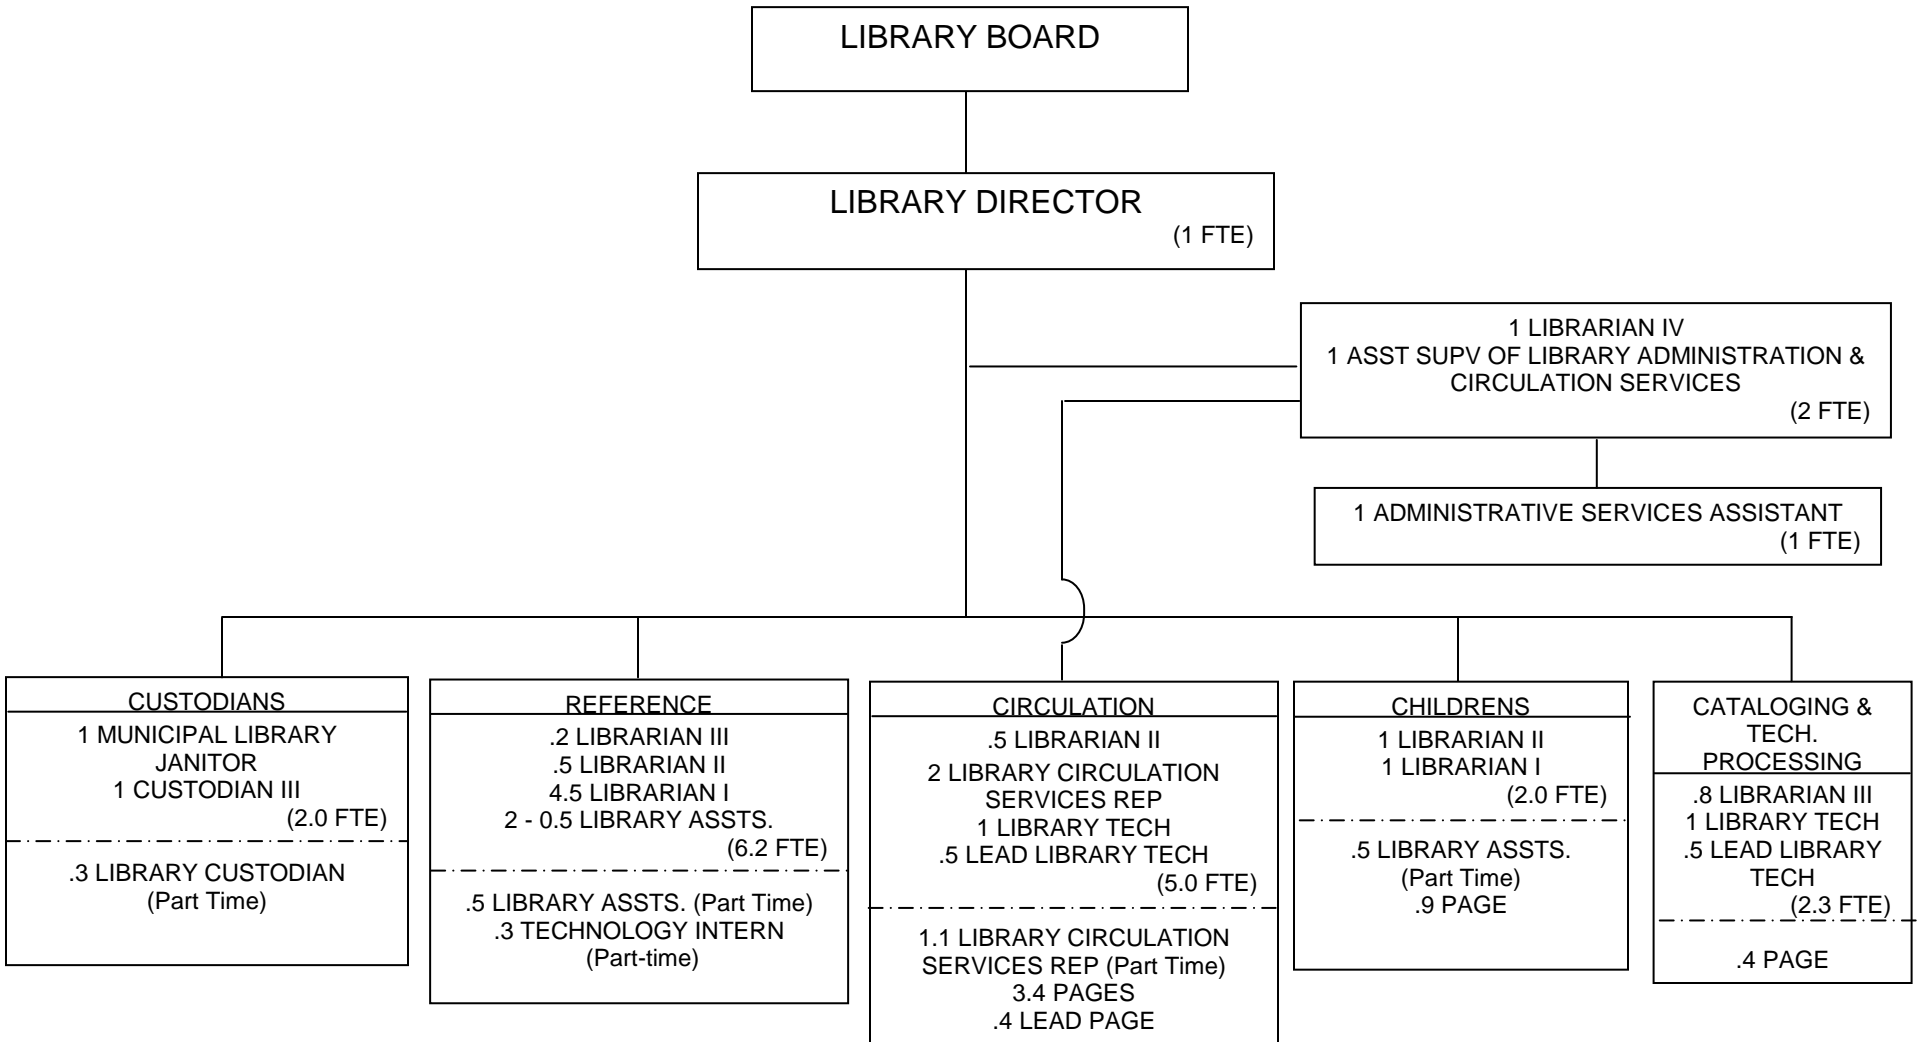 LIBRARY BOARD
LIBRARY DIRECTOR
(1 FTE)
1 LIBRARIAN IV
1 ASST SUPV OF LIBRARY ADMINISTRATION &
CIRCULATION SERVICES
(2 FTE)
1 ADMINISTRATIVE SERVICES ASSISTANT
(1 FTE)
CUSTODIANS
1 MUNICIPAL LIBRARY
JANITOR
1 CUSTODIAN III
(2.0 FTE)
.3 LIBRARY CUSTODIAN
(Part Time)
REFERENCE
.2 LIBRARIAN III
.5 LIBRARIAN II
4.5 LIBRARIAN I
2 - 0.5 LIBRARY ASSTS.
(6.2 FTE)
.5 LIBRARY ASSTS. (Part Time)
.3 TECHNOLOGY INTERN
(Part-time)
CIRCULATION
.5 LIBRARIAN II
2 LIBRARY CIRCULATION
SERVICES REP
1 LIBRARY TECH
.5 LEAD LIBRARY TECH
(5.0 FTE)
1.1 LIBRARY CIRCULATION
SERVICES REP (Part Time)
3.4 PAGES
.4 LEAD PAGE
CHILDRENS
1 LIBRARIAN II
1 LIBRARIAN I
(2.0 FTE)
.5 LIBRARY ASSTS.
(Part Time)
.9 PAGE
CATALOGING &
TECH.
PROCESSING
.8 LIBRARIAN III
1 LIBRARY TECH
.5 LEAD LIBRARY
TECH
(2.3 FTE)
.4 PAGE